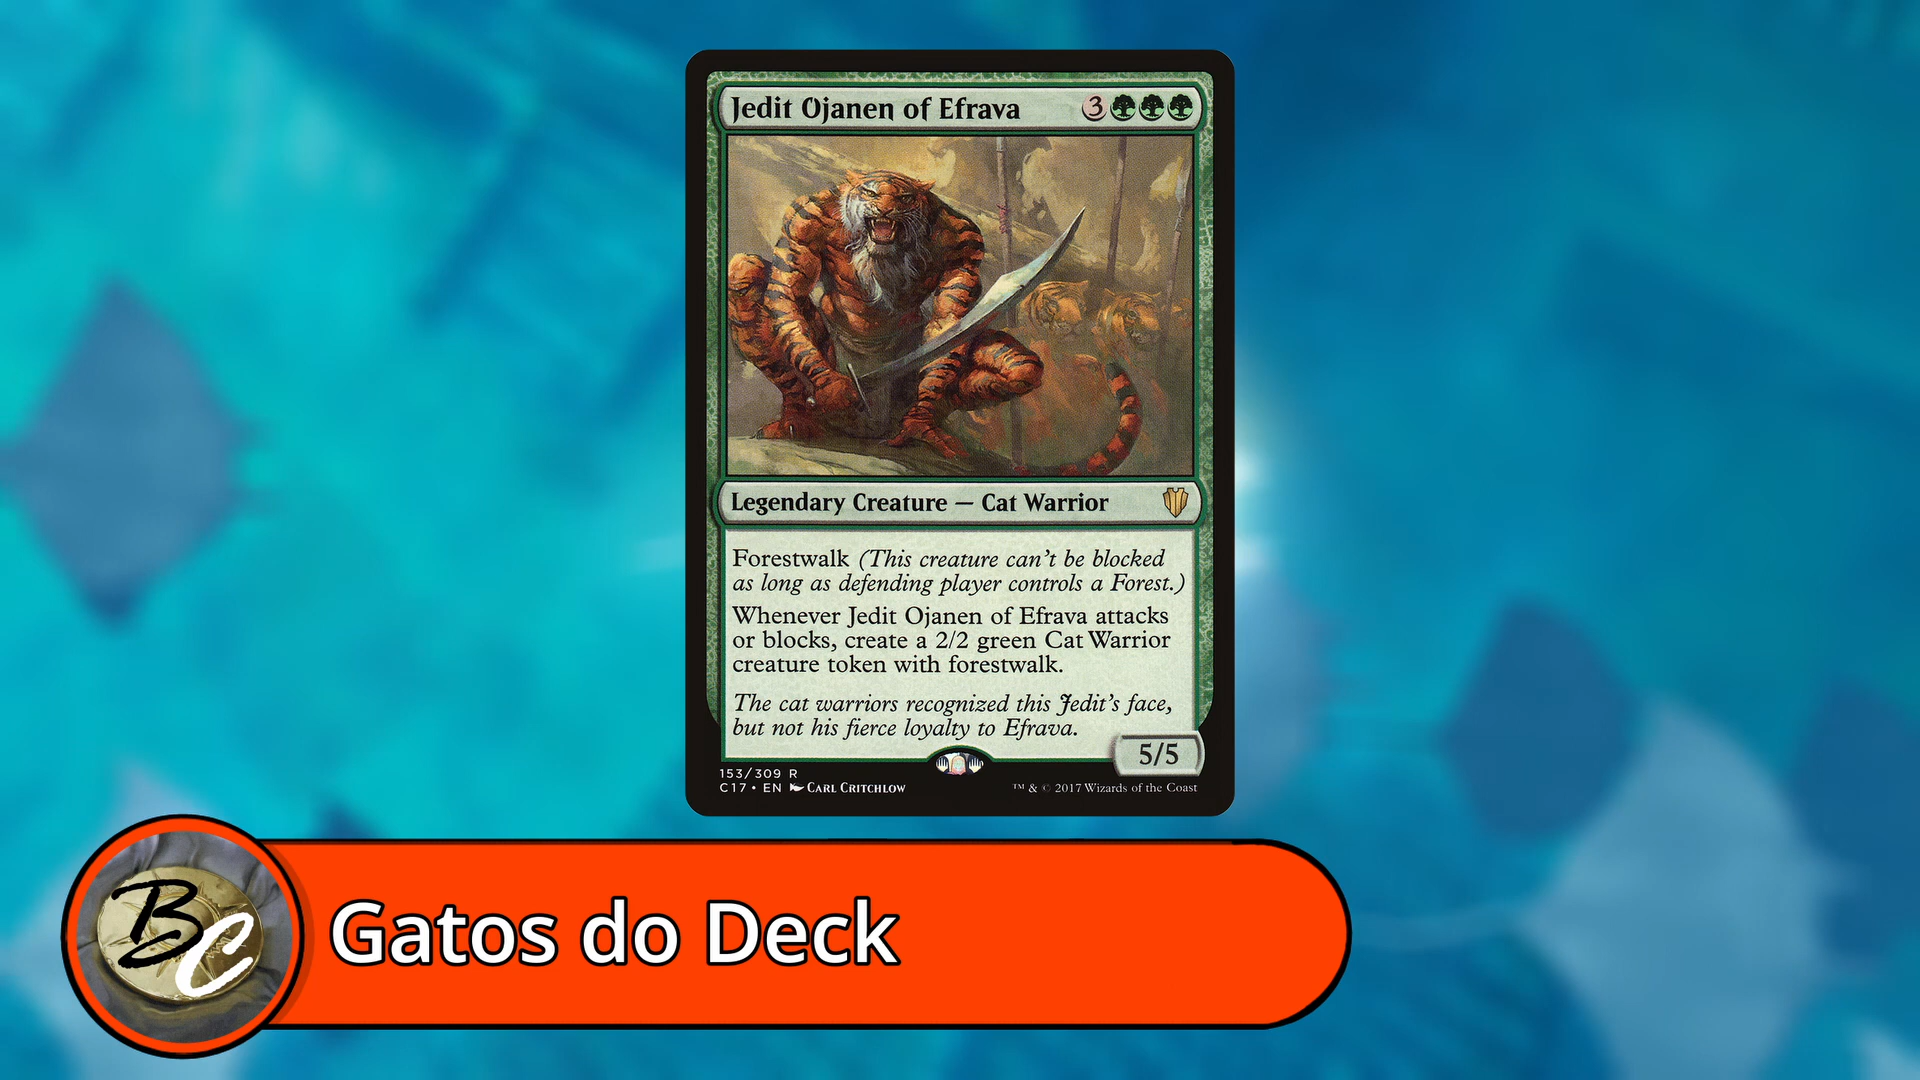 Jedit Ojanen of Efrava 3
Legendary Creature — Cat Warrior
Forestwalk (This creature can't be blocked
as long as defending player controls a Forest.)
Whenever Jedit Ojanen of Efrava attacks
or blocks, create a 2/2 green Cat Warrior
creature token with forestwalk.
The cat warriors recognized this Jedit's face,
but not his fierce loyalty to Efrava.
5/5
153/309 R
C17 • EN Carl Critchlow
™ & © 2017 Wizards of the Coast
BC
Gatos do Deck